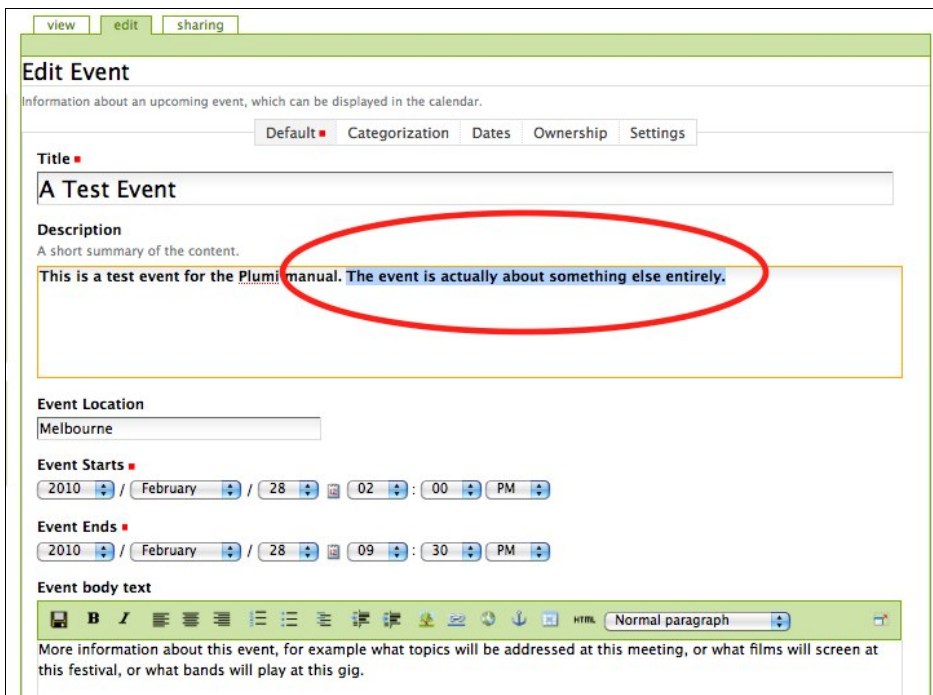 view edit sharing
Edit Event
Information about an upcoming event, which can be displayed in the calendar.
Default Categorization Dates Ownership Settings
Title
A Test Event
Description
A short summary of the content.
This is a test event for the Plumi manual. The event is actually about something else entirely.
Event Location
Melbourne
Event Starts
2010 / February / 28 02 : 00 PM
Event Ends
2010 / February / 28 09 : 30 PM
Event body text
B I HTML Normal paragraph
More information about this event, for example what topics will be addressed at this meeting, or what films will screen at
this festival, or what bands will play at this gig.